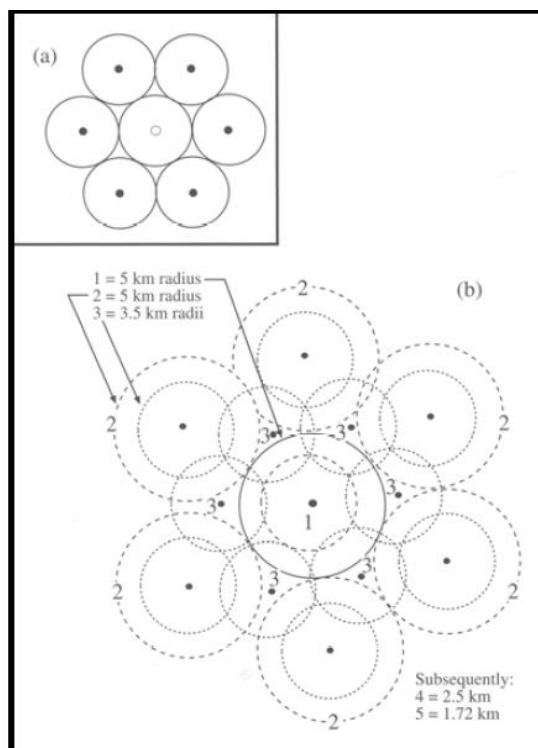 (a)
1 = 5 km radius
2 = 5 km radius
3 = 3.5 km radii
(b)
2
2
2
3
3
3
3
1
2
3
3
2
2
Subsequently:
4 = 2.5 km
5 = 1.72 km